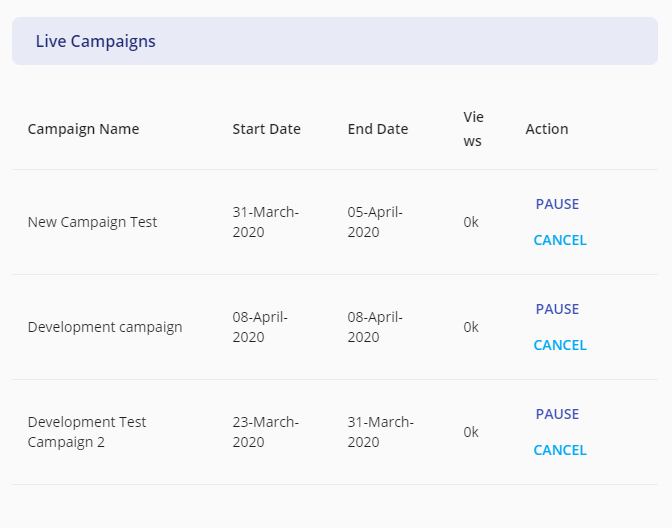 Live Campaigns
Campaign Name Start Date End Date Vie
ws Action
New Campaign Test 31-March-
2020 05-April-
2020 0k PAUSE
CANCEL
Development campaign 08-April-
2020 08-April-
2020 0k PAUSE
CANCEL
Development Test
Campaign 2 23-March-
2020 31-March-
2020 0k PAUSE
CANCEL